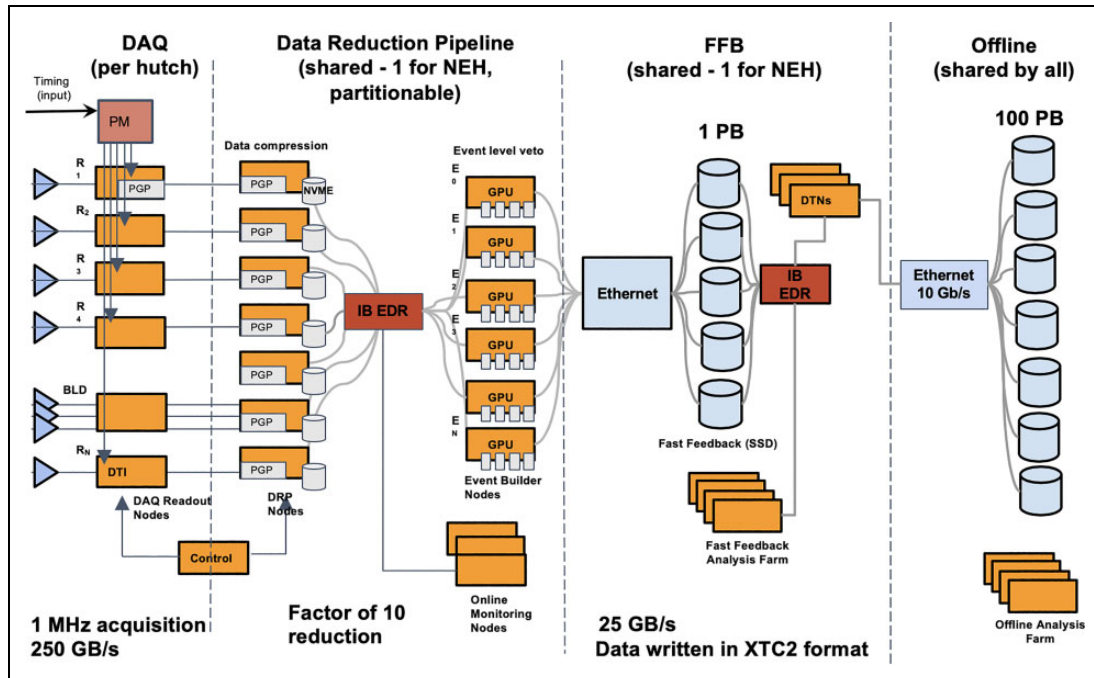 DAQ
(per hutch)
Data Reduction Pipeline
(shared - 1 for NEH,
partitionable)
FFB
(shared - 1 for NEH)
Offline
(shared by all)
Timing
(input)
PM
Data compression
Event level veto
1 PB
100 PB
R
1
PGP
R2
R
3
R
4
BLD
RN
DTI
PGP
NVME
PGP
PGP
PGP
PGP
PGP
PGP
IB EDR
E
0
E
1
E
2
E
3
E
N
GPU
GPU
GPU
GPU
GPU
GPU
Ethernet
IB
EDR
DTNs
Ethernet
10 Gb/s
DAQ Readout
Nodes
DRP
Nodes
Control
Event Builder
Nodes
Online
Monitoring
Nodes
Fast Feedback (SSD)
Fast Feedback
Analysis Farm
Offline Analysis
Farm
1 MHz acquisition
250 GB/s
Factor of 10
reduction
25 GB/s
Data written in XTC2 format